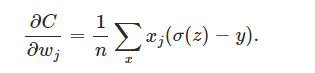 ∂C/∂w_j = 1/n ∑_x x_j(σ(z) − y).